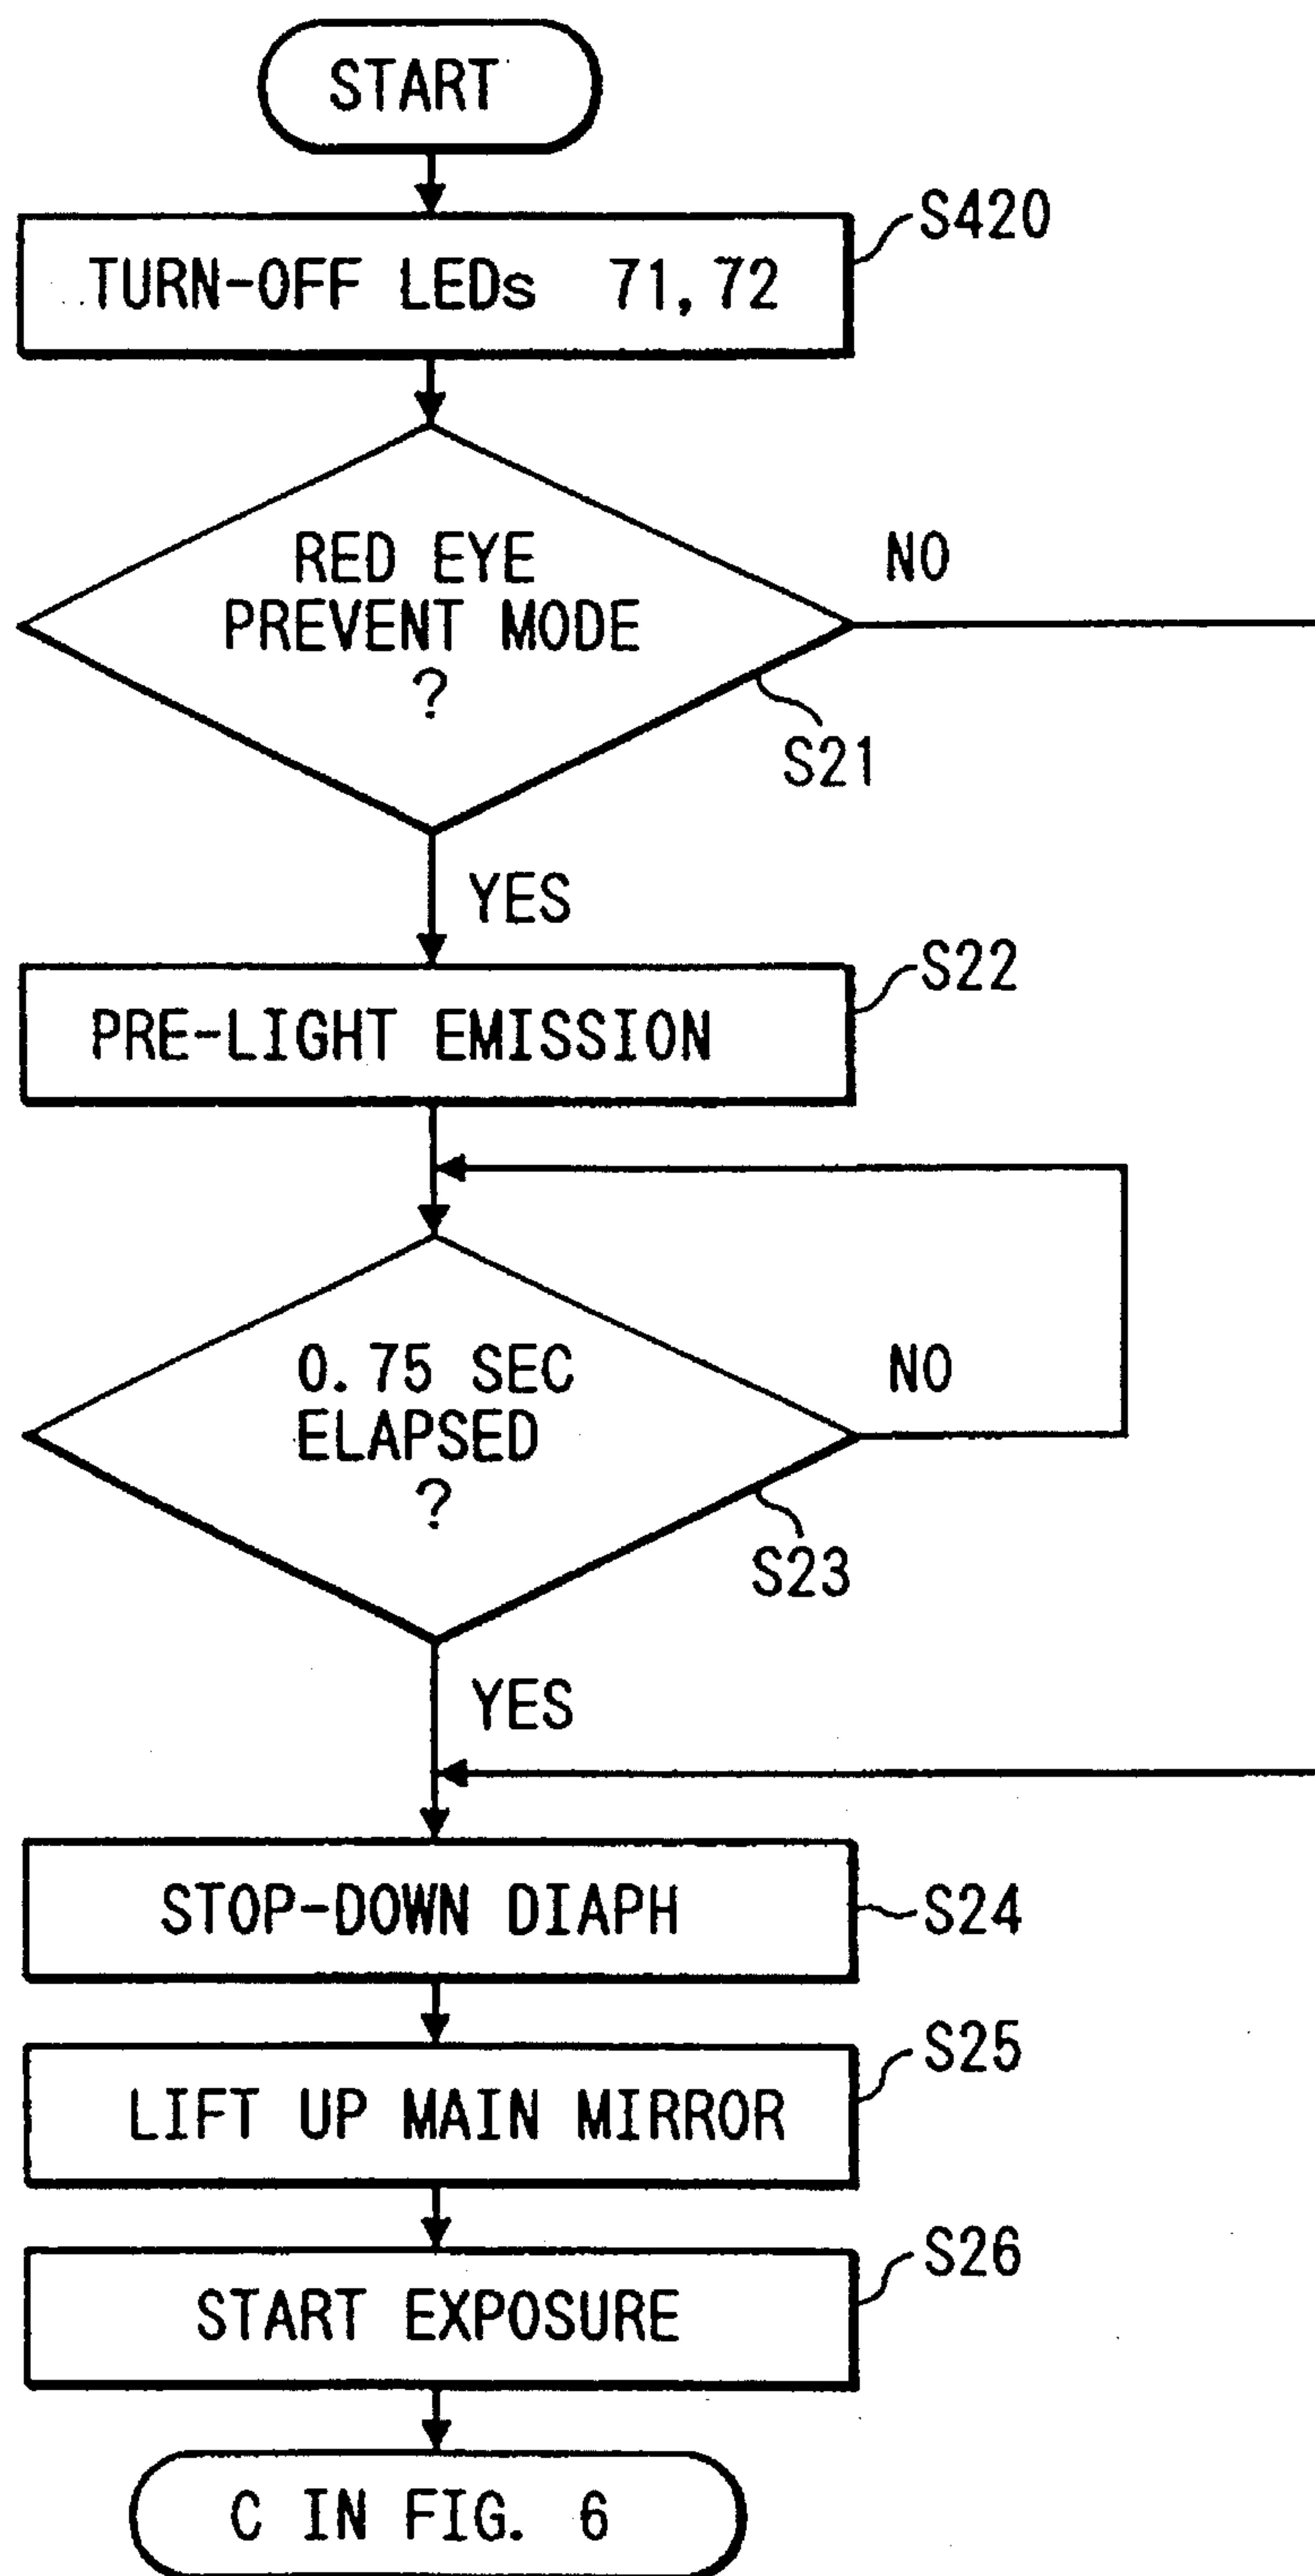 START
S420
TURN-OFF LEDs 71, 72
RED EYE
PREVENT MODE
?
NO
S21
YES
S22
PRE-LIGHT EMISSION
0.75 SEC
ELAPSED
?
NO
S23
YES
STOP-DOWN DIAPH
S24
S25
LIFT UP MAIN MIRROR
S26
START EXPOSURE
C IN FIG. 6